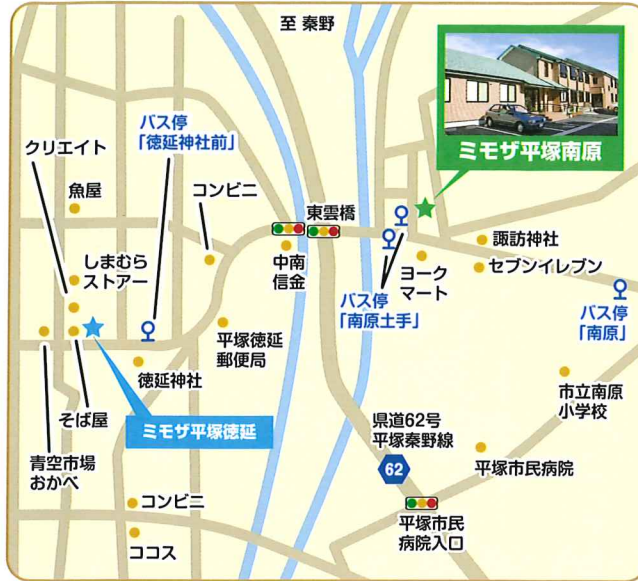 至 秦野
ミモザ平塚南原
バス停
「徳延神社前」
クリエイト
魚屋
コンビニ
東雲橋
しまむら
ストアー
中南
信金
ヨーク
マート
諏訪神社
セブンイレブン
バス停
「南原土手」
バス停
「南原」
平塚徳延
郵便局
徳延神社
市立南原
小学校
そば屋
ミモザ平塚徳延
県道62号
平塚秦野線
青空市場
おかべ
62
平塚市民病院
コンビニ
平塚市民
病院入口
ココス